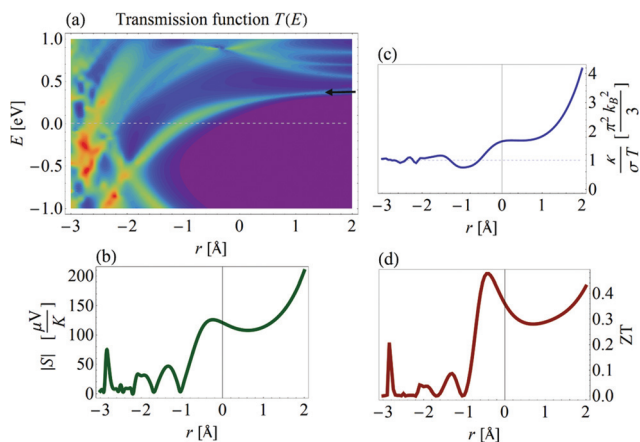 (a) Transmission function T(E)
E [eV]
1.0
0.5
0.0
-0.5
-1.0
-3 -2 -1 0 1 2
r [Å]
(c)
4
3
2
1
0
κ/(σ T) [π² k_B²/3]
-3 -2 -1 0 1 2
r [Å]
(b)
|S| [μV/K]
200
150
100
50
0
-3 -2 -1 0 1 2
r [Å]
(d)
0.4
0.3
0.2
0.1
0.0
ZT
-3 -2 -1 0 1 2
r [Å]